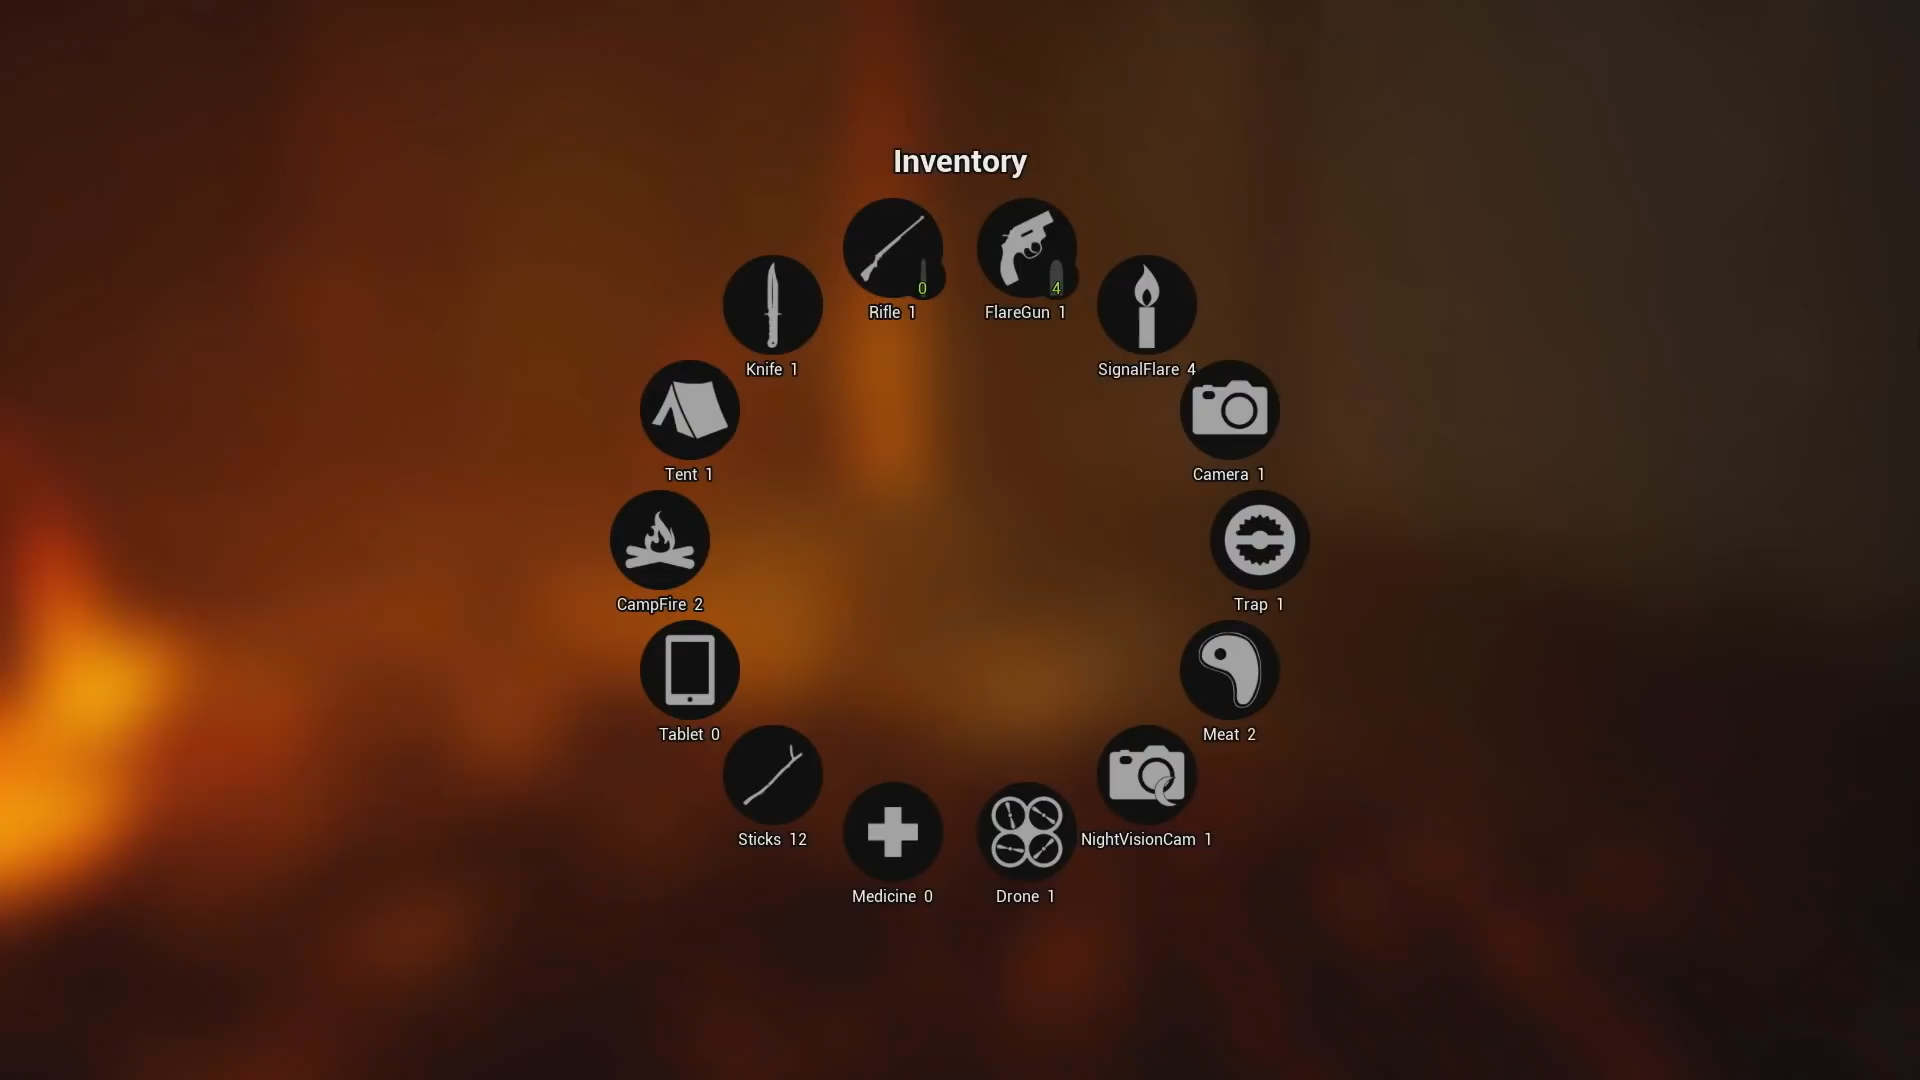 Inventory
0
4
Rifle 1
FlareGun 1
Knife 1
SignalFlare 4
Tent 1
Camera 1
CampFire 2
Trap 1
Tablet 0
Meat 2
Sticks 12
NightVisionCam 1
Medicine 0
Drone 1